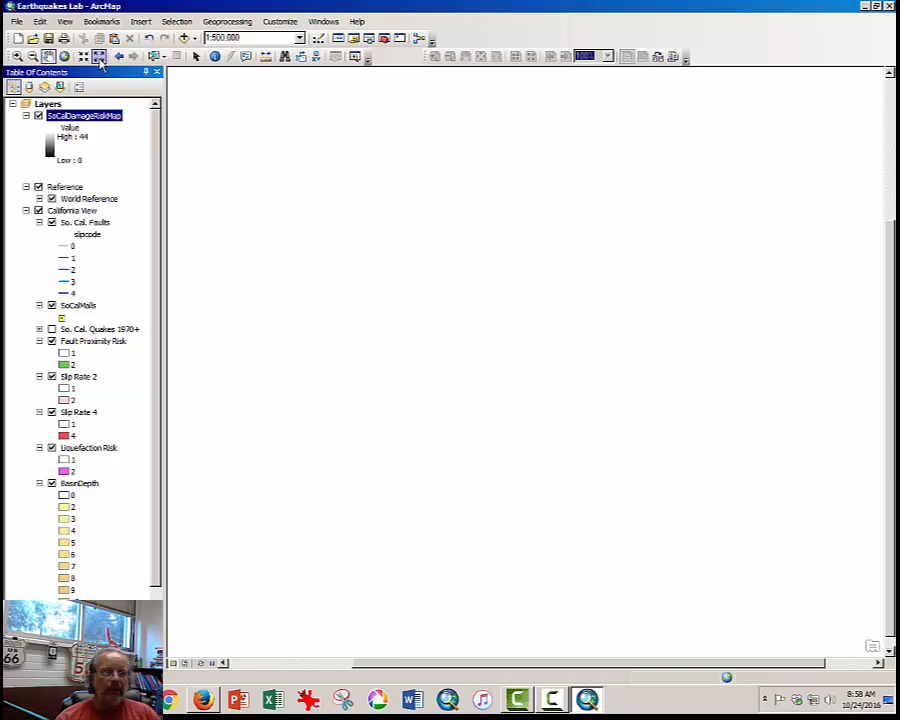 Earthquakes Lab - ArcMap
File Edit View Bookmarks Insert Selection Geoprocessing Customize Windows Help
1:500,000
100%
Table Of Contents
Layers
SoCalDamageRiskMap
Value
High : 44
Low : 0
Reference
World Reference
California View
So. Cal. Faults
slipcode
0
1
2
3
4
SoCalMalls
So. Cal. Quakes 1970+
Fault Proximity Risk
1
2
Slip Rate 2
1
2
Slip Rate 4
1
4
Liquefaction Risk
1
2
BasinDepth
0
2
3
4
5
6
7
8
9
ROUTE
66
5
8:58 AM
10/24/2016